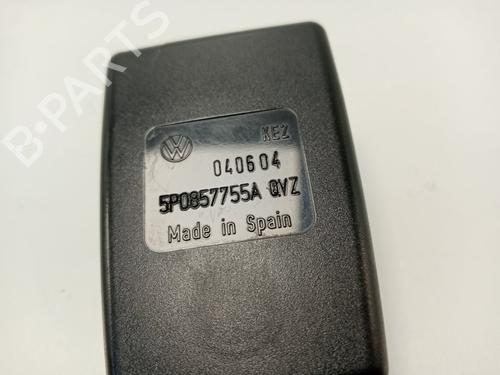 B-PARTS
KEZ
040604
5P0857755A QVZ
Made in Spain